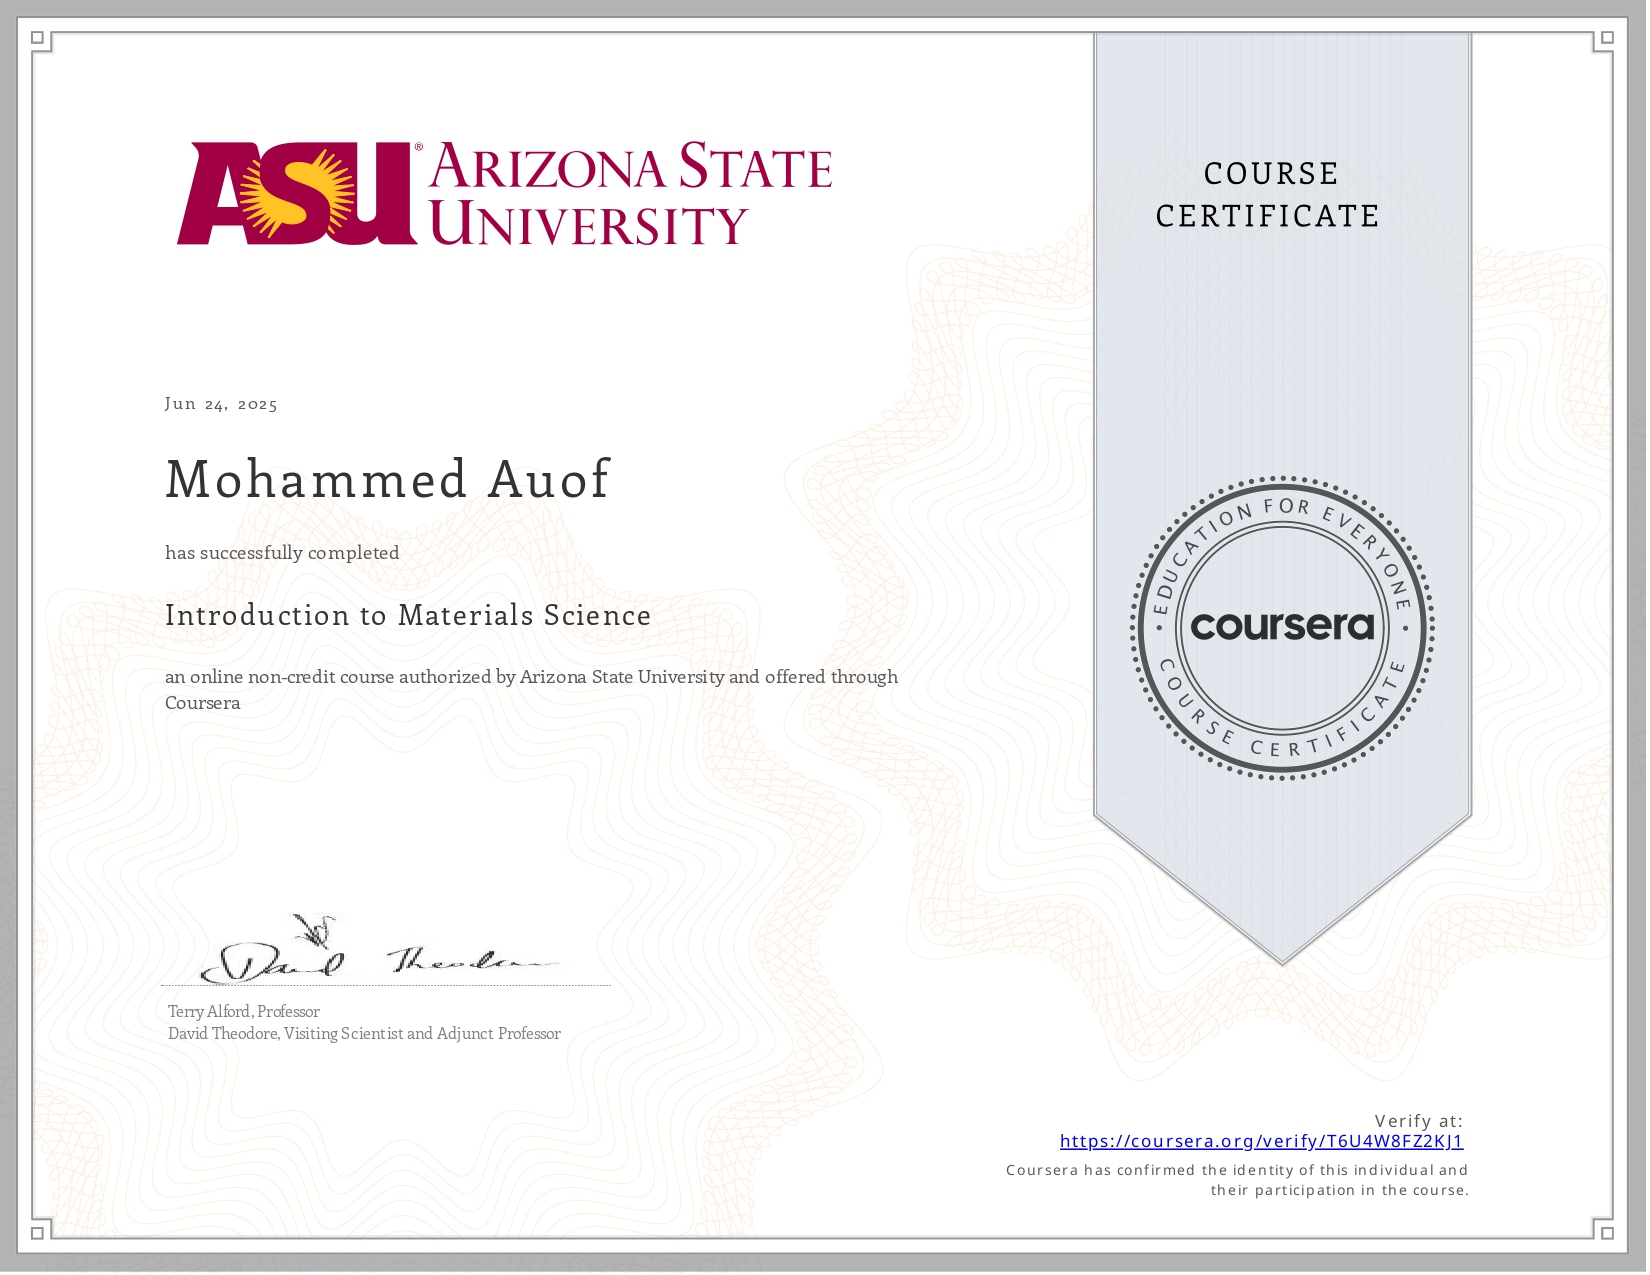 ASU® ARIZONA STATE
UNIVERSITY
COURSE
CERTIFICATE
Jun 24, 2025
Mohammed Auof
has successfully completed
Introduction to Materials Science
an online non-credit course authorized by Arizona State University and offered through
Coursera
EDUCATION FOR EVERYONE
coursera
COURSE CERTIFICATE
David Theodore
Terry Alford, Professor
David Theodore, Visiting Scientist and Adjunct Professor
Verify at:
https://coursera.org/verify/T6U4W8FZ2KJ1
Coursera has confirmed the identity of this individual and
their participation in the course.